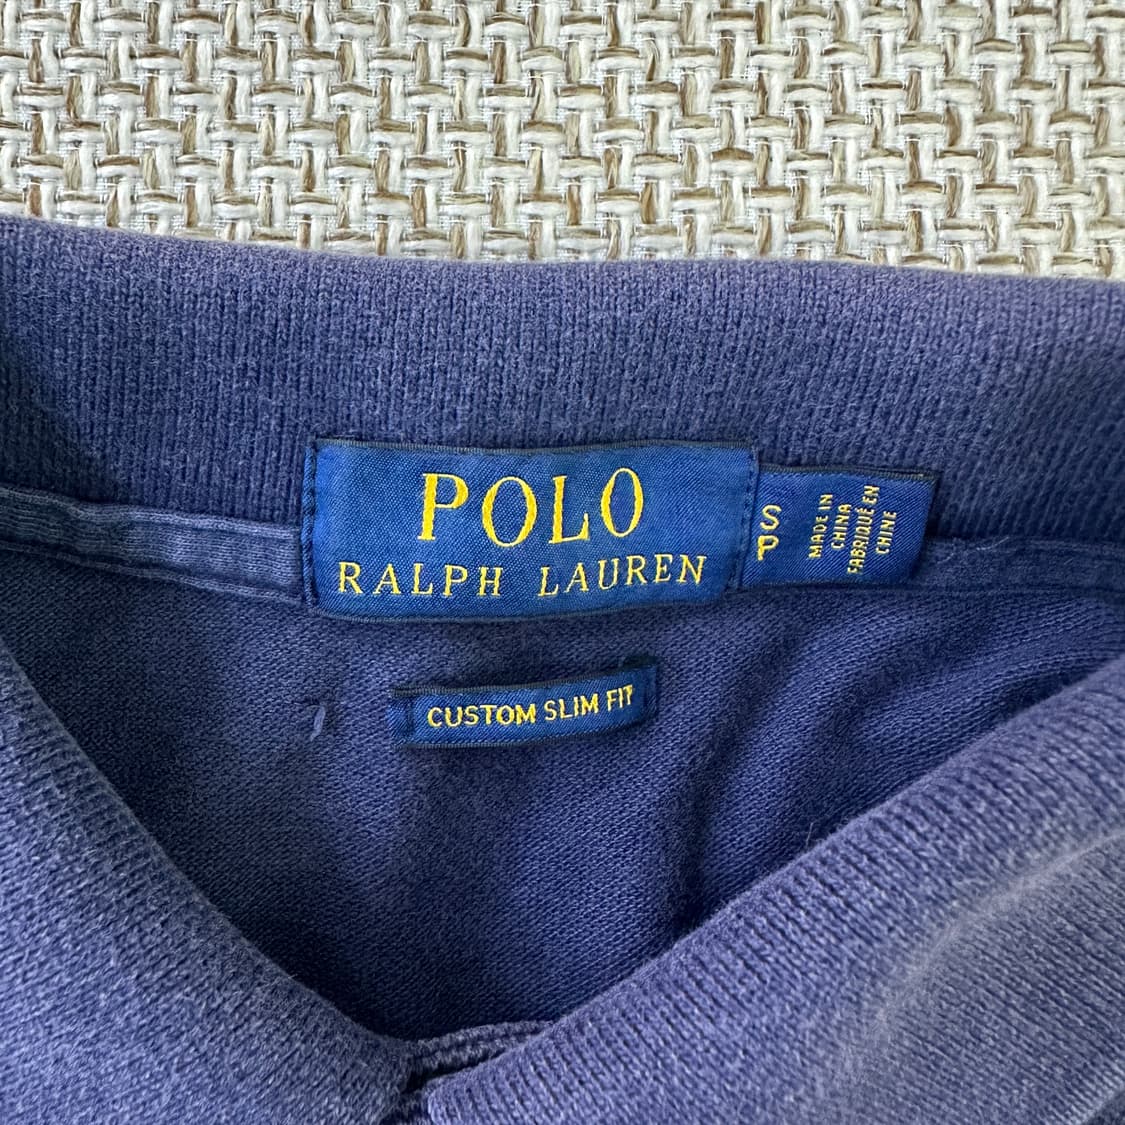 POLO
RALPH LAUREN
S
P
MADE IN
CHINA
FABRIQUÉ EN
CHINE
CUSTOM SLIM FIT